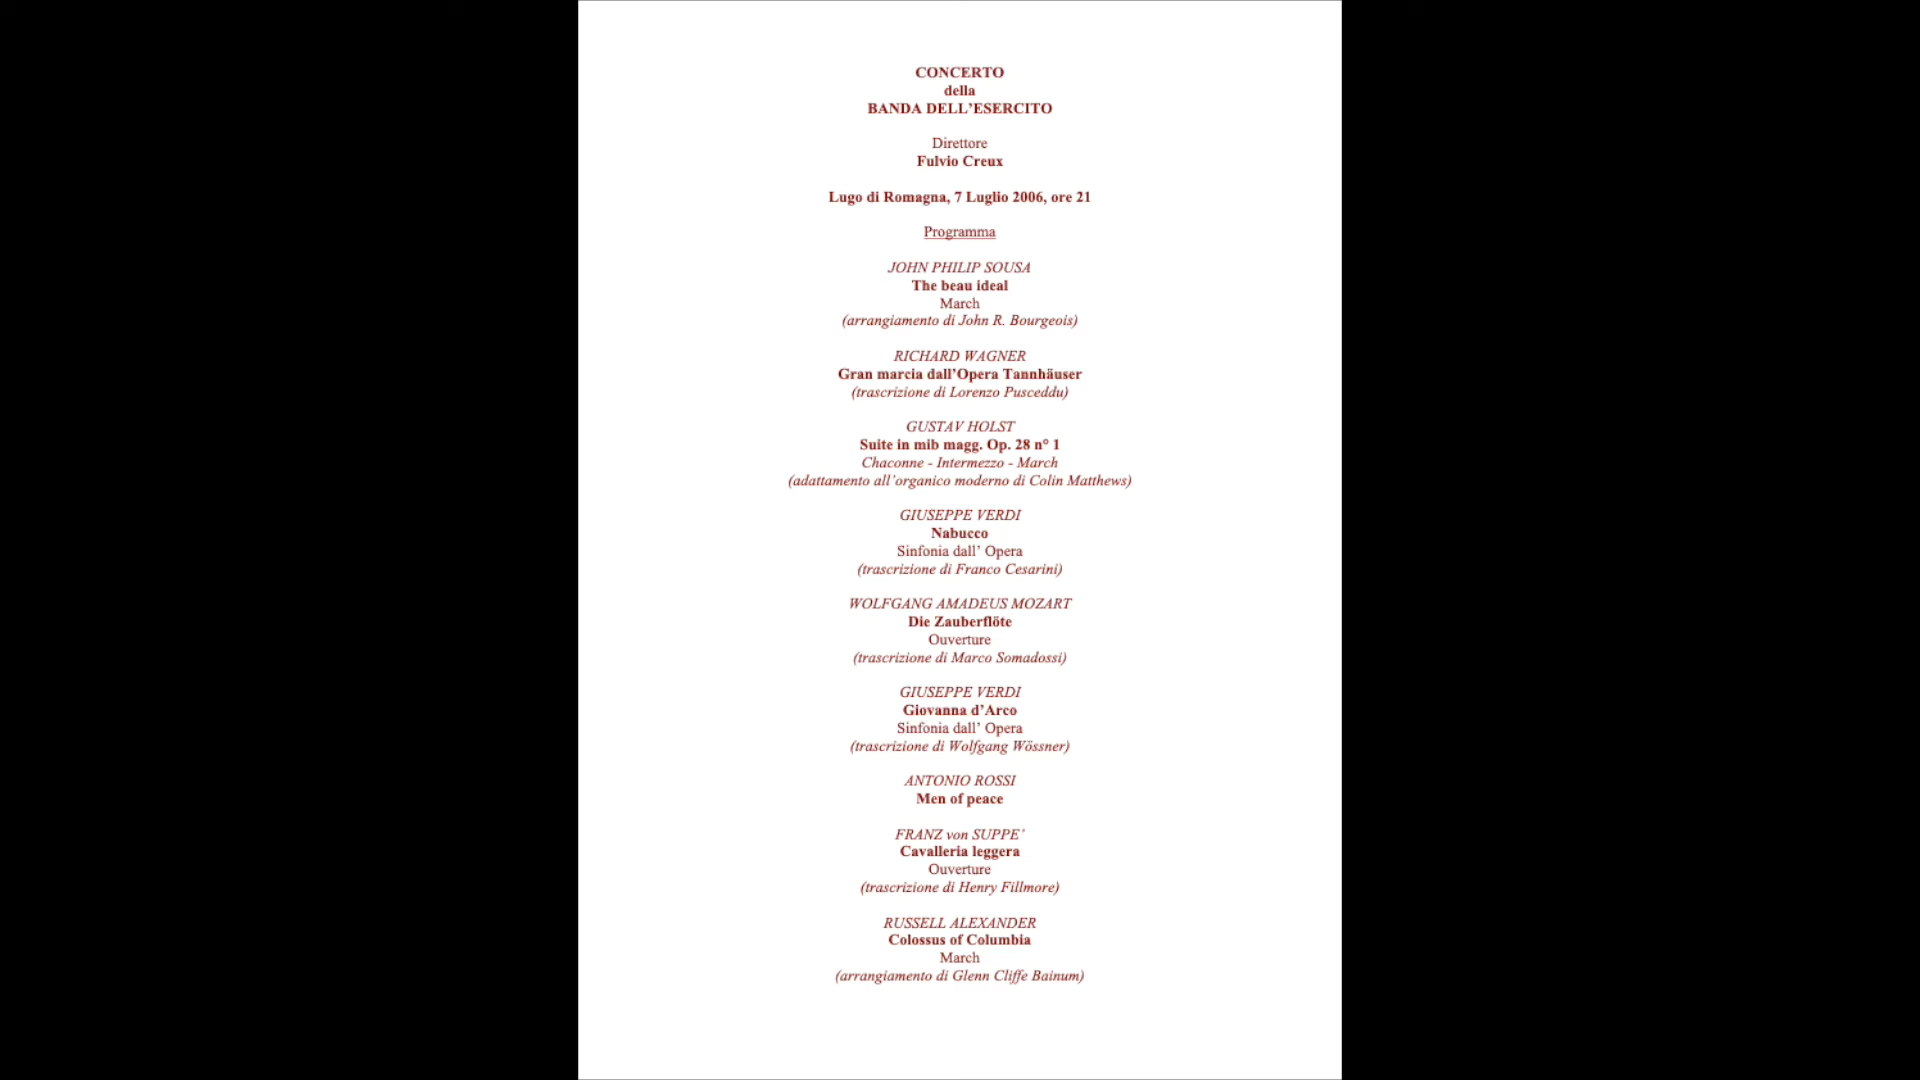 CONCERTO
della
BANDA DELL’ESERCITO
Direttore
Fulvio Creux
Lugo di Romagna, 7 Luglio 2006, ore 21
Programma
JOHN PHILIP SOUSA
The beau ideal
March
(arrangiamento di John R. Bourgeois)
RICHARD WAGNER
Gran marcia dall’Opera Tannhäuser
(trascrizione di Lorenzo Pusceddu)
GUSTAV HOLST
Suite in mib magg. Op. 28 n° 1
Chaconne - Intermezzo - March
(adattamento all’organico moderno di Colin Matthews)
GIUSEPPE VERDI
Nabucco
Sinfonia dall’ Opera
(trascrizione di Franco Cesarini)
WOLFGANG AMADEUS MOZART
Die Zauberflöte
Ouverture
(trascrizione di Marco Somadossi)
GIUSEPPE VERDI
Giovanna d’Arco
Sinfonia dall’ Opera
(trascrizione di Wolfgang Wössner)
ANTONIO ROSSI
Men of peace
FRANZ von SUPPE’
Cavalleria leggera
Ouverture
(trascrizione di Henry Fillmore)
RUSSELL ALEXANDER
Colossus of Columbia
March
(arrangiamento di Glenn Cliffe Bainum)